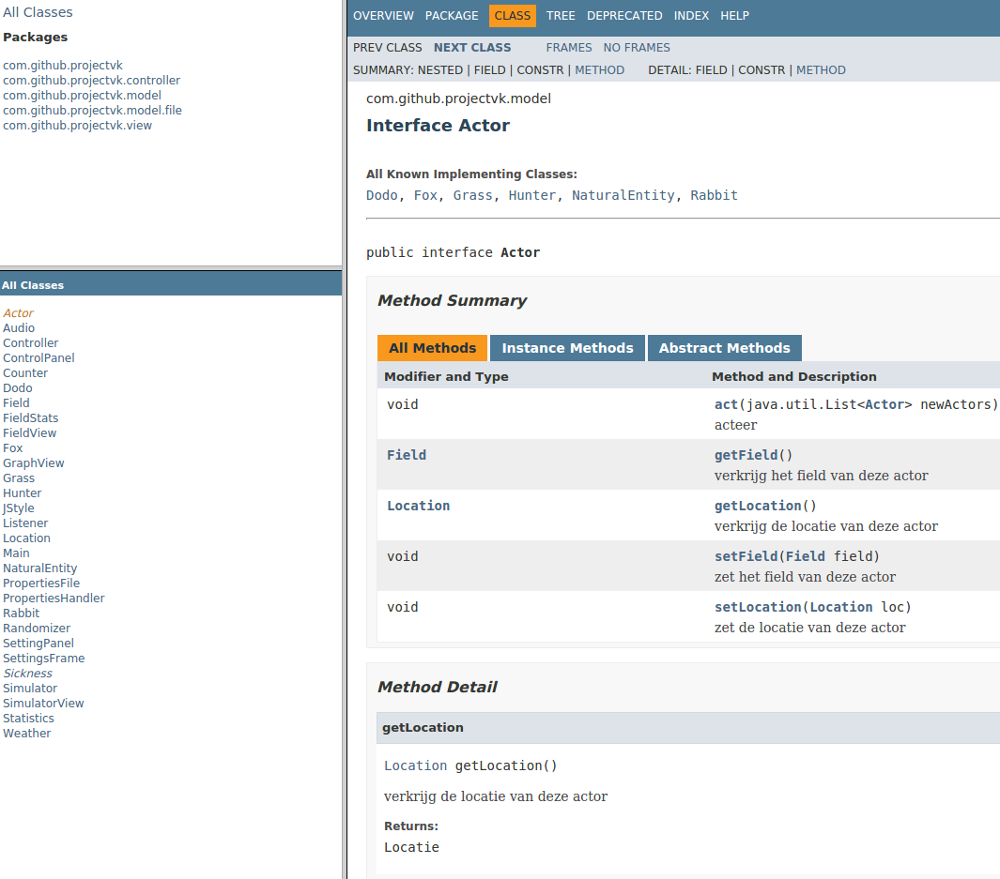 All Classes
Packages
com.github.projectvk
com.github.projectvk.controller
com.github.projectvk.model
com.github.projectvk.model.file
com.github.projectvk.view
All Classes
Actor
Audio
Controller
ControlPanel
Counter
Dodo
Field
FieldStats
FieldView
Fox
GraphView
Grass
Hunter
JStyle
Listener
Location
Main
NaturalEntity
PropertiesFile
PropertiesHandler
Rabbit
Randomizer
SettingPanel
SettingsFrame
Sickness
Simulator
SimulatorView
Statistics
Weather
OVERVIEW PACKAGE CLASS TREE DEPRECATED INDEX HELP
PREV CLASS NEXT CLASS FRAMES NO FRAMES
SUMMARY: NESTED | FIELD | CONSTR | METHOD DETAIL: FIELD | CONSTR | METHOD
com.github.projectvk.model
Interface Actor
All Known Implementing Classes:
Dodo, Fox, Grass, Hunter, NaturalEntity, Rabbit
public interface Actor
Method Summary
All Methods Instance Methods Abstract Methods
Modifier and Type Method and Description
void act(java.util.List<Actor> newActors)
acteer
Field getField()
verkrijg het field van deze actor
Location getLocation()
verkrijg de locatie van deze actor
void setField(Field field)
zet het field van deze actor
void setLocation(Location loc)
zet de locatie van deze actor
Method Detail
getLocation
Location getLocation()
verkrijg de locatie van deze actor
Returns:
Locatie